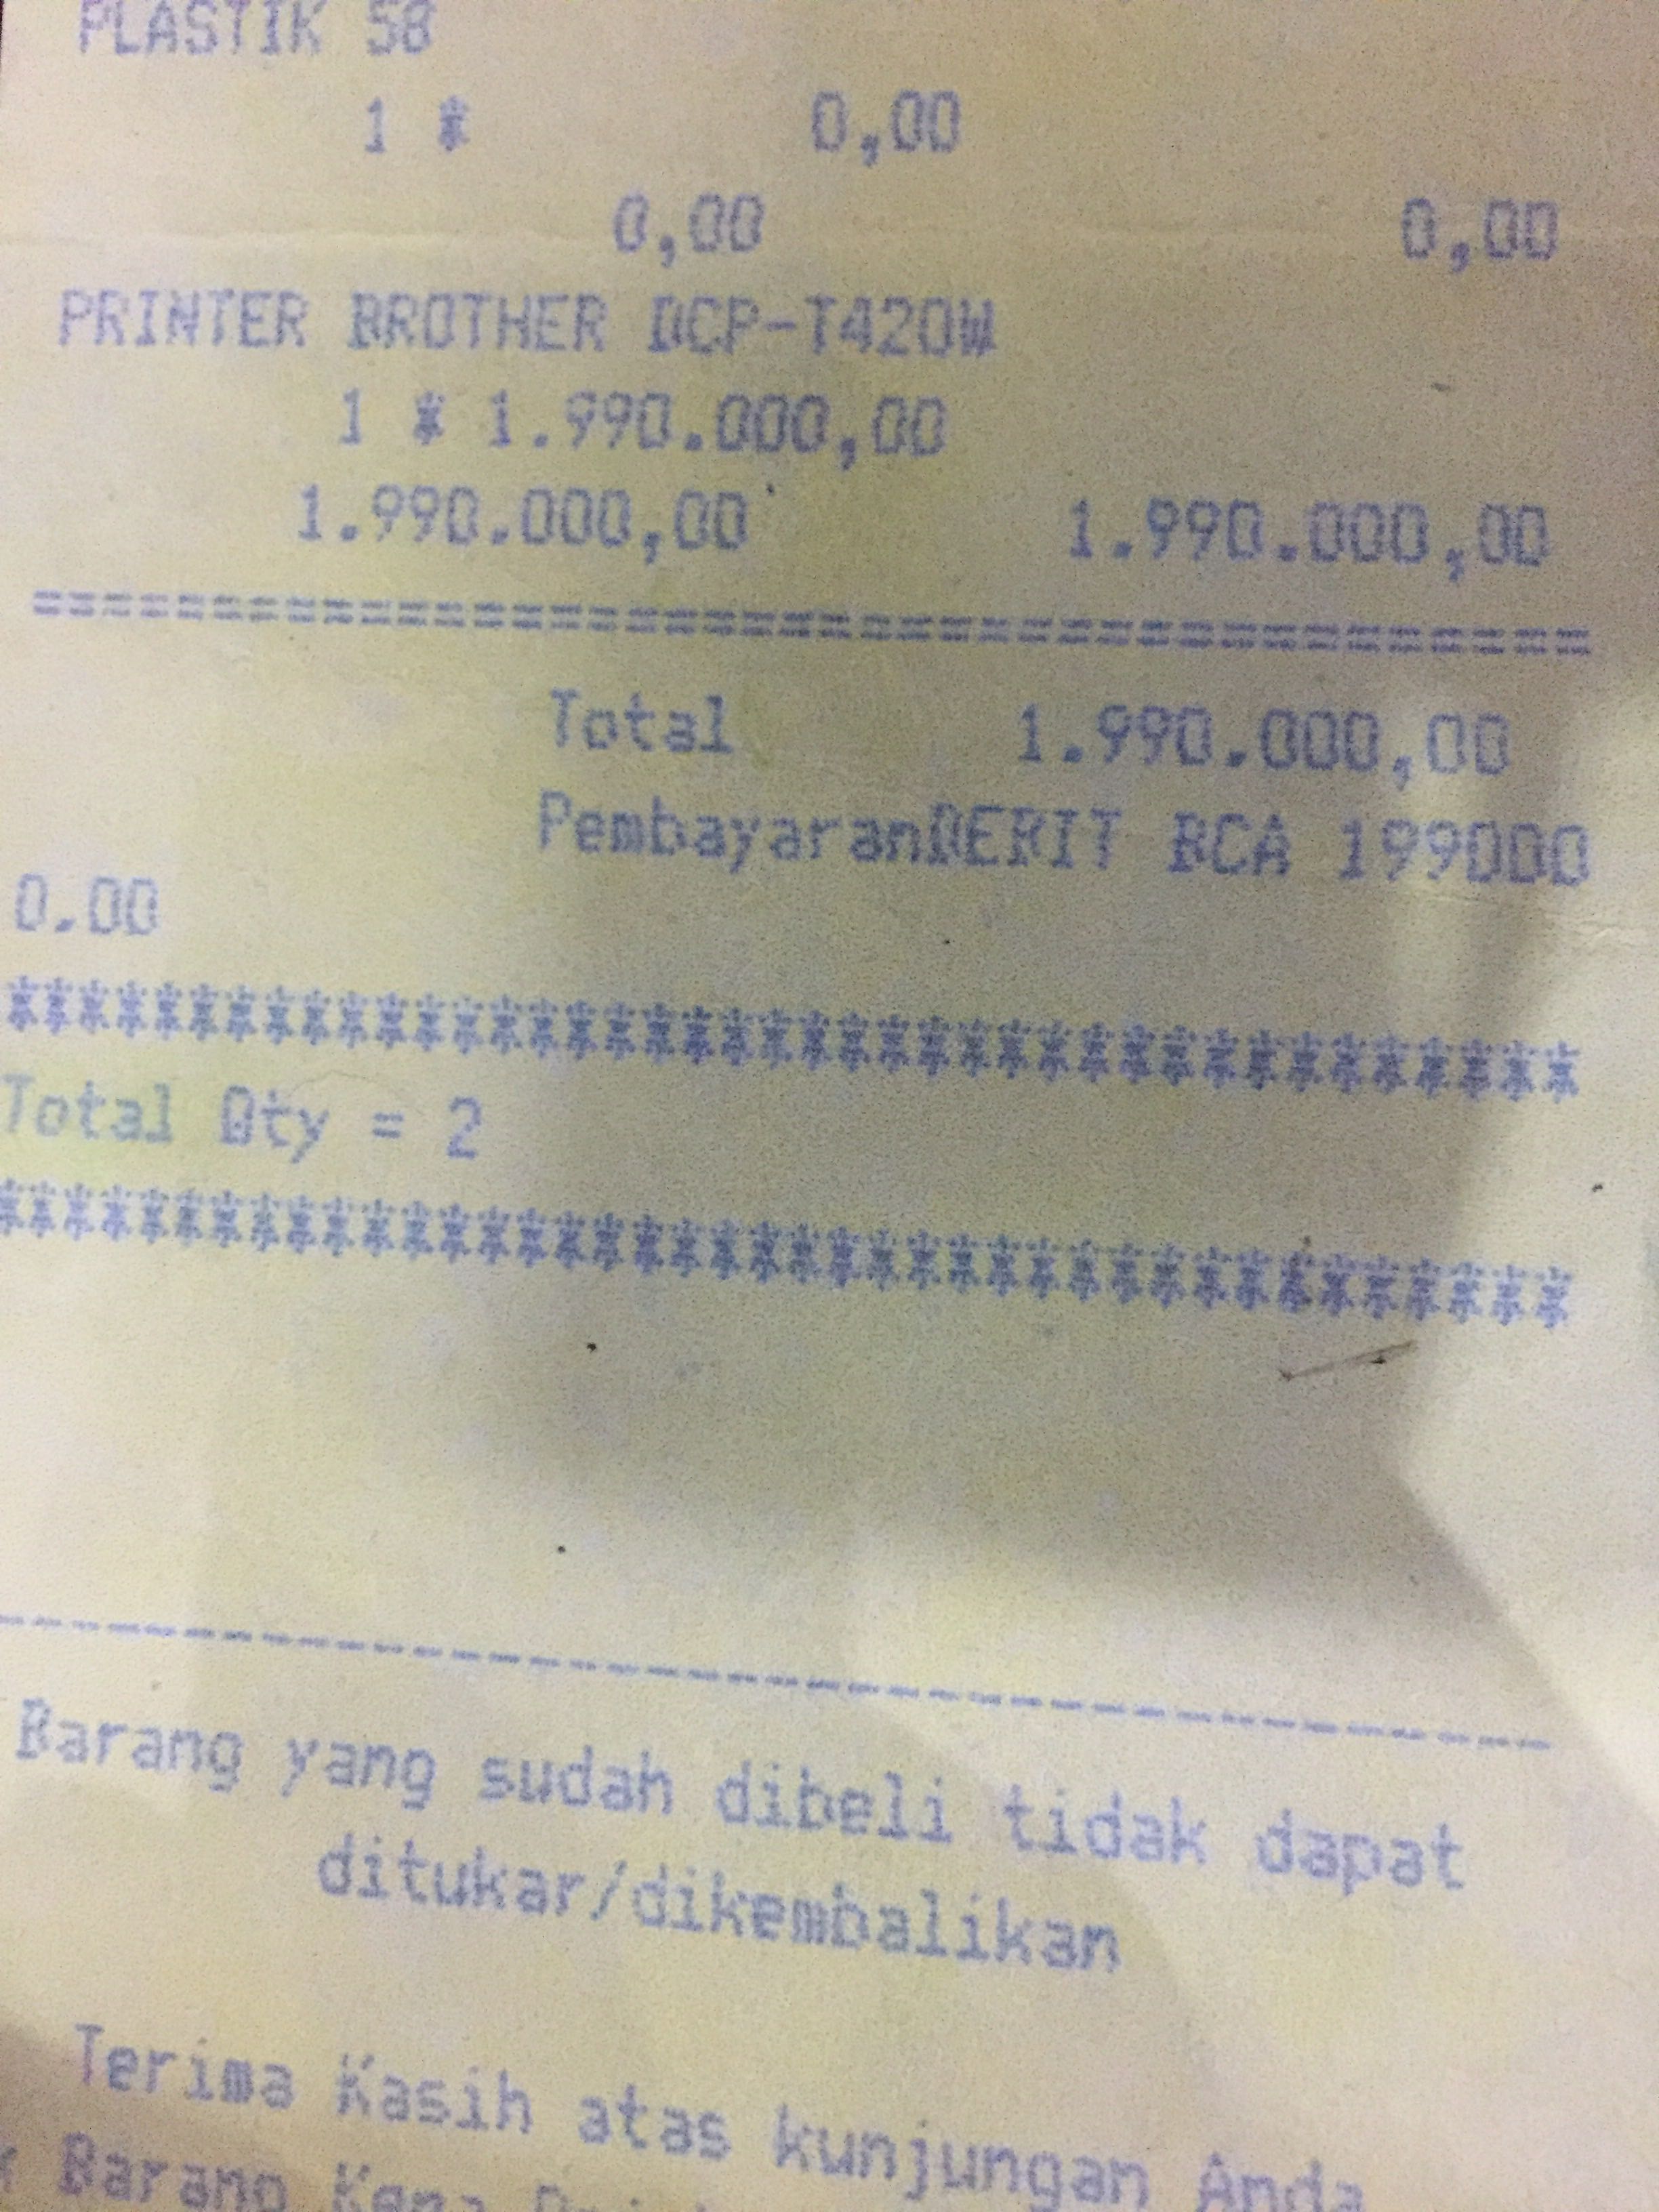 PLASTIK 58
1 * 0,00
0,00 0,00
PRINTER BROTHER DCP-T420W
1 * 1.990.000,00
1.990.000,00 1.990.000,00
==========================================
Total 1.990.000,00
PembayaranDEBIT BCA 199000
0.00
****************************************
Total Qty = 2
****************************************
----------------------------------------
Barang yang sudah dibeli tidak dapat
ditukar/dikembalikan
Terima Kasih atas kunjungan Anda
Barang Kena